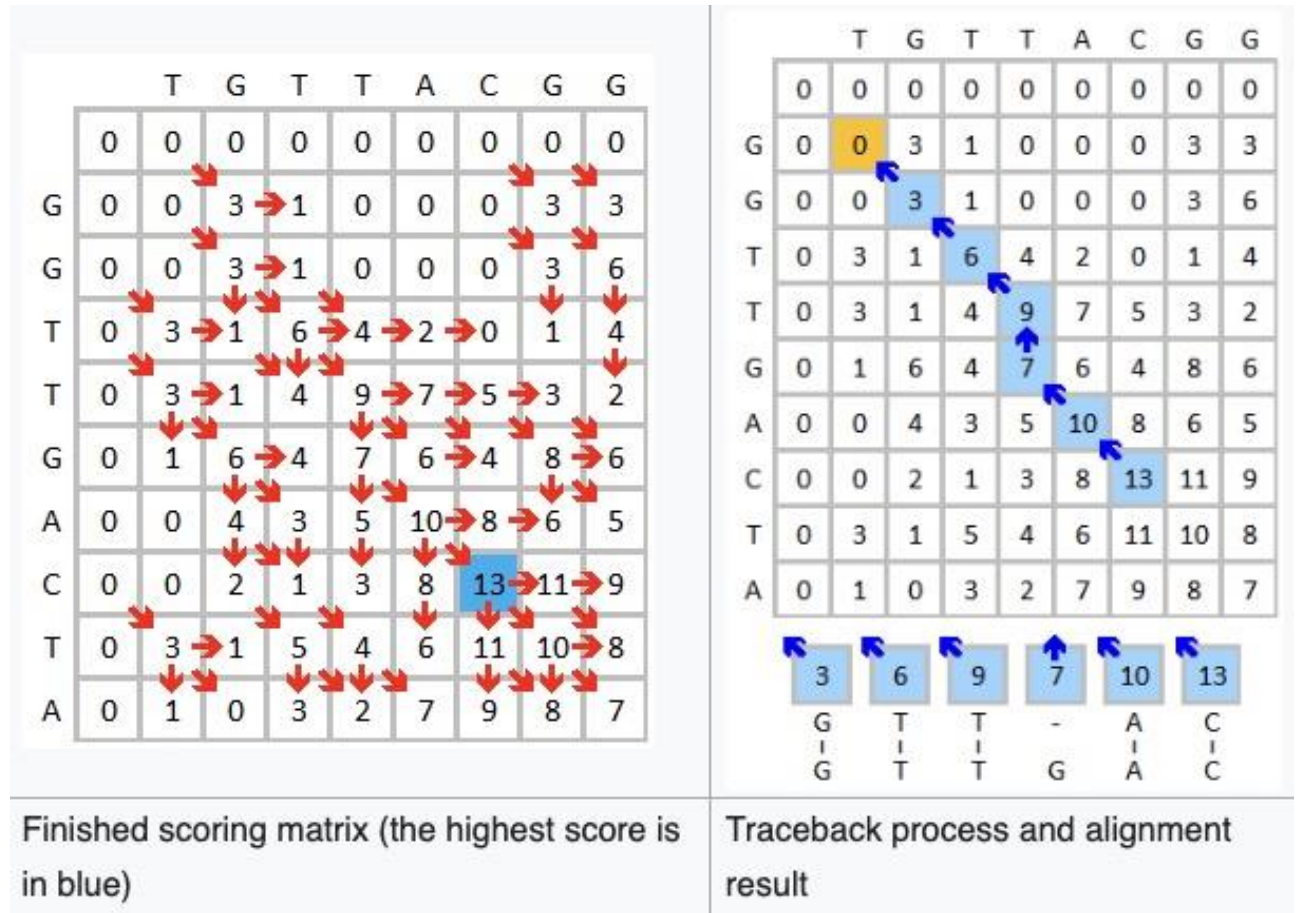 T G T T A C G G
0 0 0 0 0 0 0 0 0
G 0 0 3 1 0 0 0 3 3
G 0 0 3 1 0 0 0 3 6
T 0 3 1 6 4 2 0 1 4
T 0 3 1 4 9 7 5 3 2
G 0 1 6 4 7 6 4 8 6
A 0 0 4 3 5 10 8 6 5
C 0 0 2 1 3 8 13 11 9
T 0 3 1 5 4 6 11 10 8
A 0 1 0 3 2 7 9 8 7
Finished scoring matrix (the highest score is
in blue)
T G T T A C G G
0 0 0 0 0 0 0 0 0
G 0 0 3 1 0 0 0 3 3
G 0 0 3 1 0 0 0 3 6
T 0 3 1 6 4 2 0 1 4
T 0 3 1 4 9 7 5 3 2
G 0 1 6 4 7 6 4 8 6
A 0 0 4 3 5 10 8 6 5
C 0 0 2 1 3 8 13 11 9
T 0 3 1 5 4 6 11 10 8
A 0 1 0 3 2 7 9 8 7
3 6 9 7 10 13
G T T - A C
G T T G A C
Traceback process and alignment
result